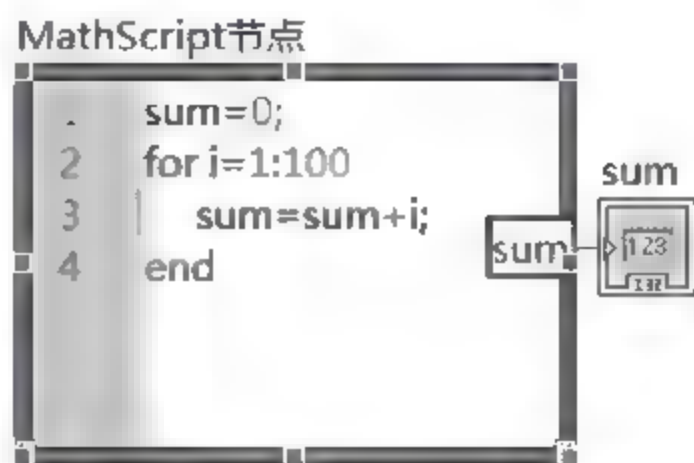 MathScript节点
sum=0;
2 for i=1:100
3 sum=sum+i;
4 end
sum
sum
123
I32